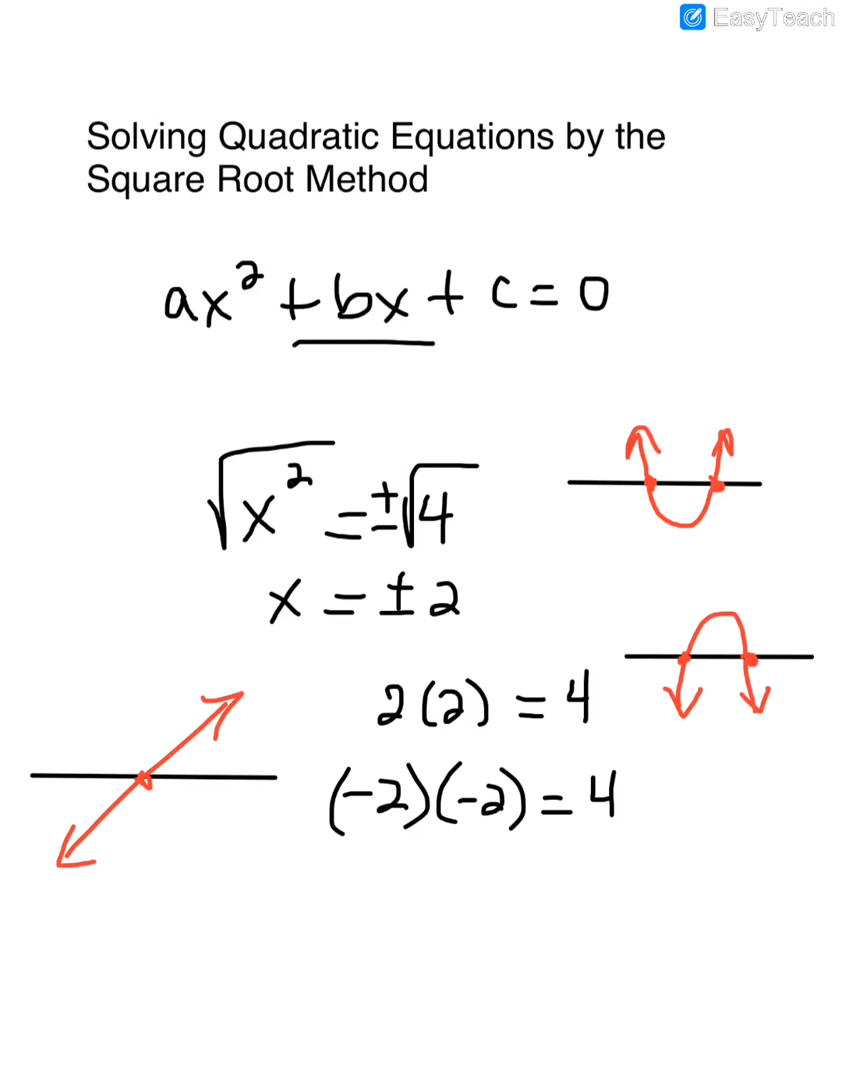 EasyTeach
Solving Quadratic Equations by the
Square Root Method
ax² + bx + c = 0
√x² = ±√4
x = ±2
2(2) = 4
(-2)(-2) = 4